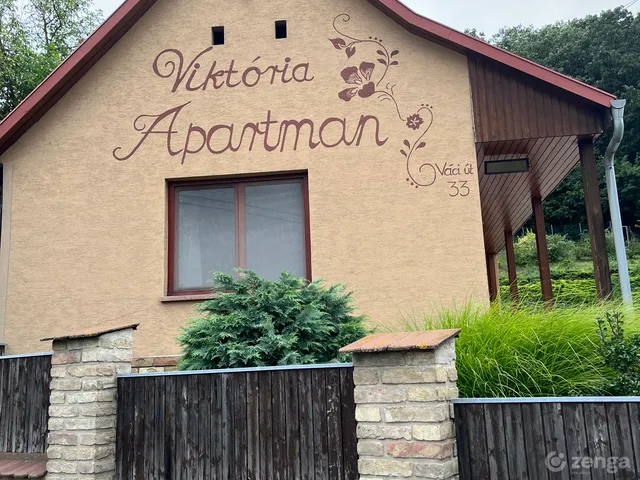 Viktória
Apartman
Váci út
33
zenga